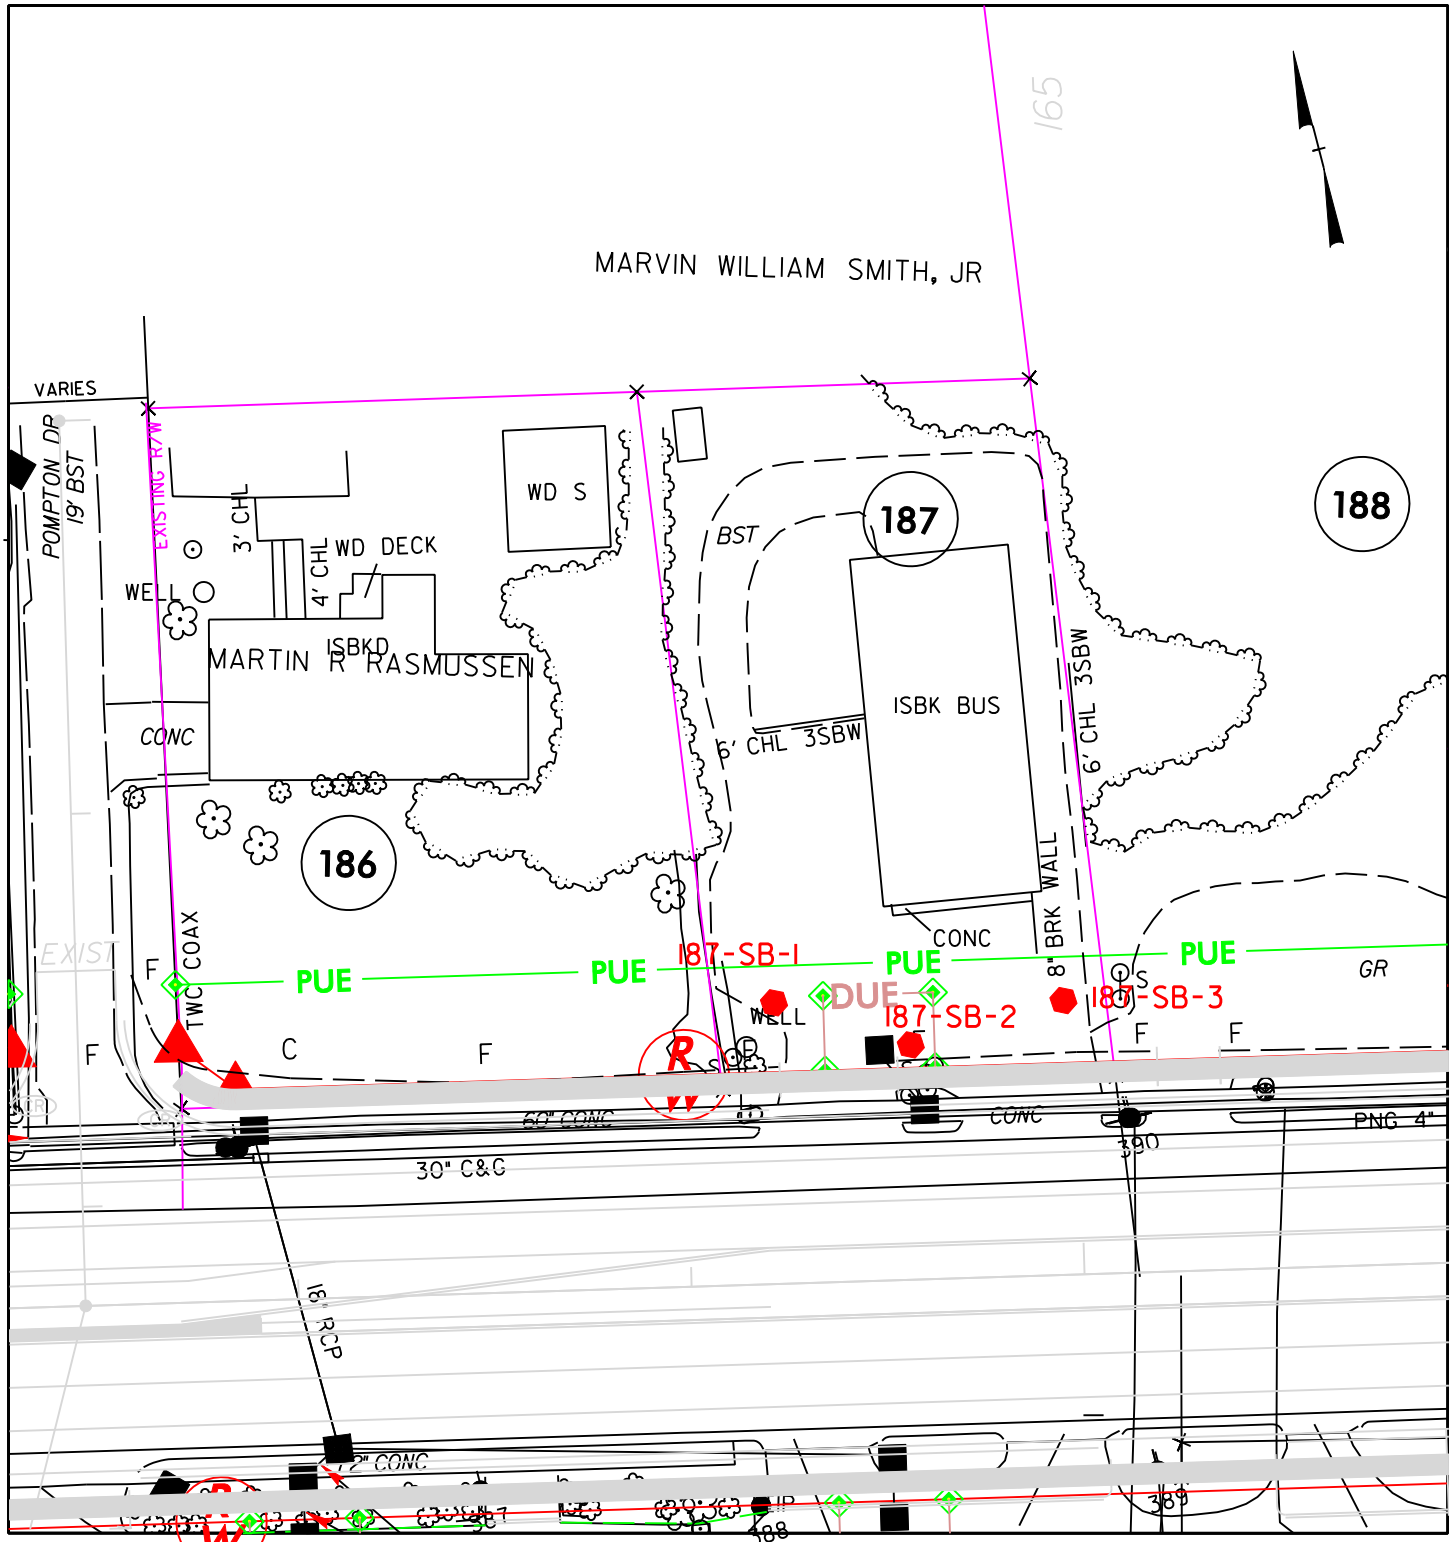 165
MARVIN WILLIAM SMITH, JR
VARIES
POMPTON DR
19' BST
EXISTING R/W
3' CHL
WD S
187
188
BST
WD DECK
4' CHL
WELL
ISBKD
MARTIN R RASMUSSEN
ISBK BUS
6' CHL 3SBW
6' CHL 3SBW
CONC
186
8" BRK WALL
CONC
EXIST
TWC COAX
F
PUE
PUE
PUE
PUE
187-SB-1
GR
S
DUE
187-SB-3
WELL
187-SB-2
F
C
F
F
F
R
W
60" CONC
CONC
PNG 4"
390
30" C&G
18" RCP
72" CONC
R
W
389
388